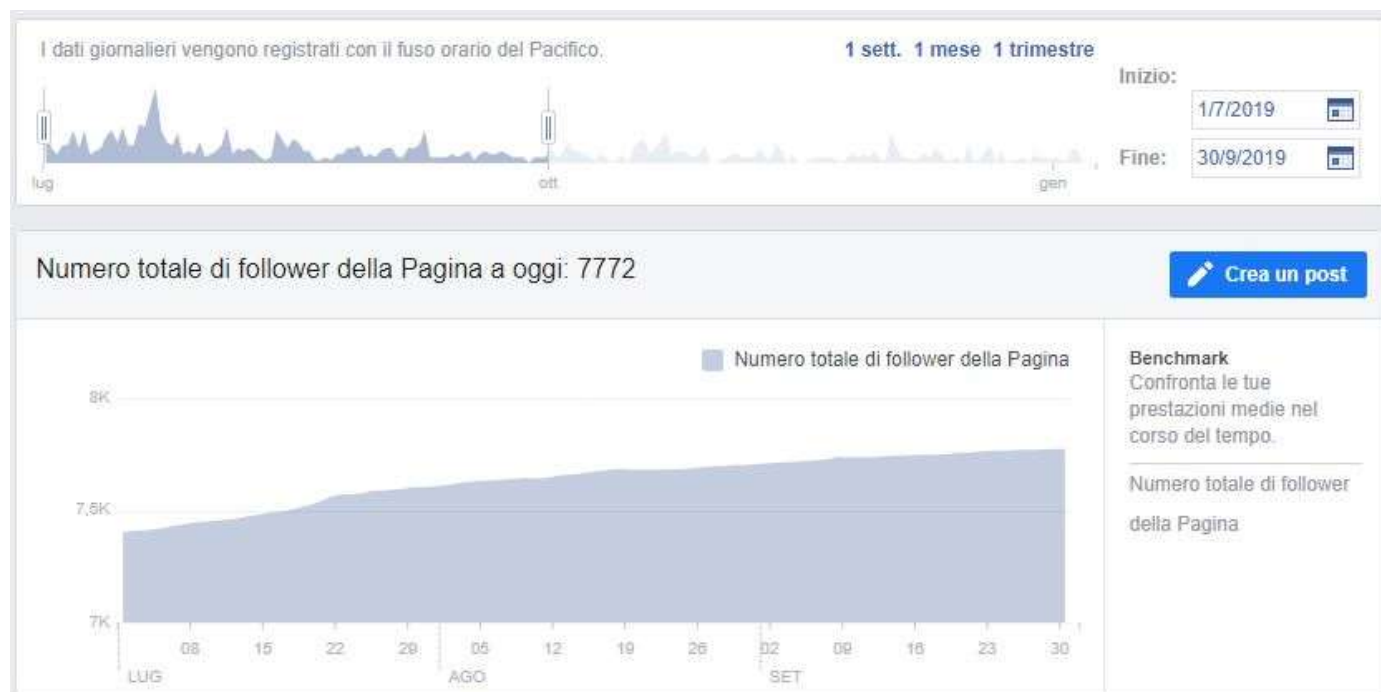 I dati giornalieri vengono registrati con il fuso orario del Pacifico.
1 sett. 1 mese 1 trimestre
Inizio:
1/7/2019
Fine:
30/9/2019
lug
ott
gen
Numero totale di follower della Pagina a oggi: 7772
Crea un post
Numero totale di follower della Pagina
8K
7,5K
7K
08 15 22 29 05 12 19 26 02 09 16 23 30
LUG AGO SET
Benchmark
Confronta le tue
prestazioni medie nel
corso del tempo.
Numero totale di follower
della Pagina